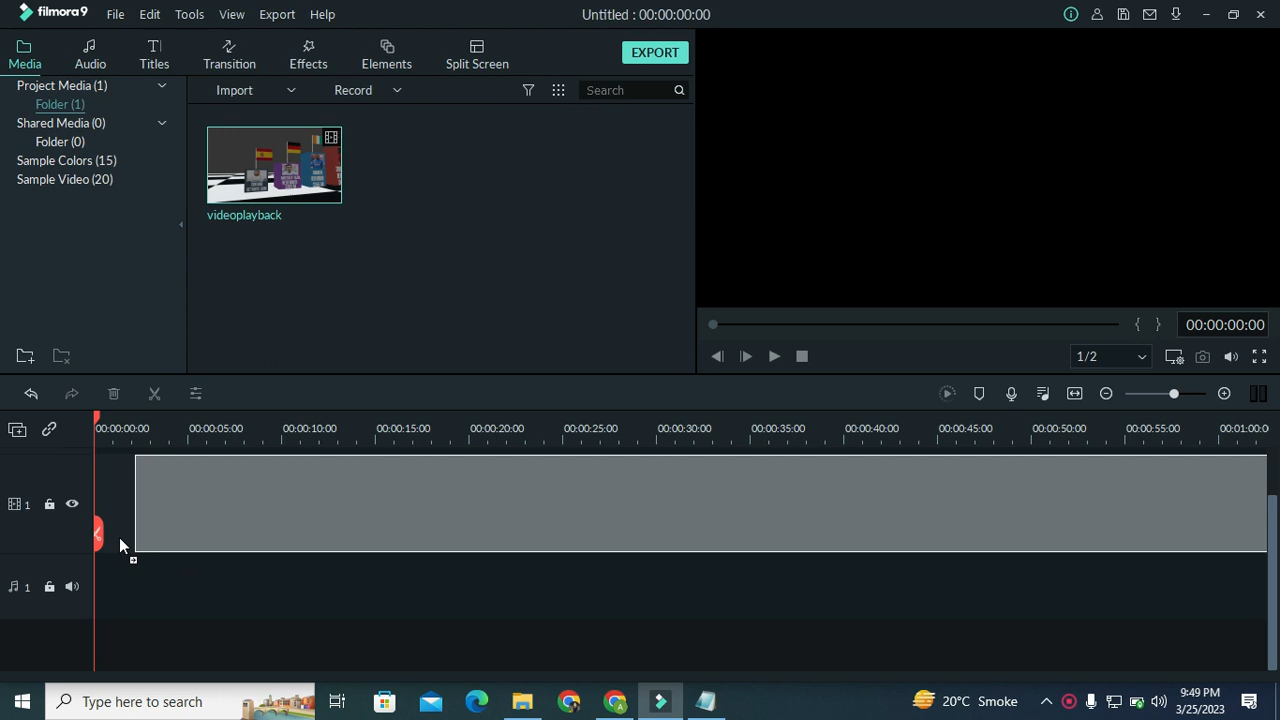 filmora9 File Edit Tools View Export Help Untitled : 00:00:00:00
Media Audio Titles Transition Effects Elements Split Screen EXPORT
Project Media (1)
Folder (1)
Shared Media (0)
Folder (0)
Sample Colors (15)
Sample Video (20)
Import Record Search
videoplayback
{ } 00:00:00:00
1/2
00:00:00:00 00:00:05:00 00:00:10:00 00:00:15:00 00:00:20:00 00:00:25:00 00:00:30:00 00:00:35:00 00:00:40:00 00:00:45:00 00:00:50:00 00:00:55:00 00:01:00:0
1
1
Type here to search 20°C Smoke 9:49 PM
3/25/2023